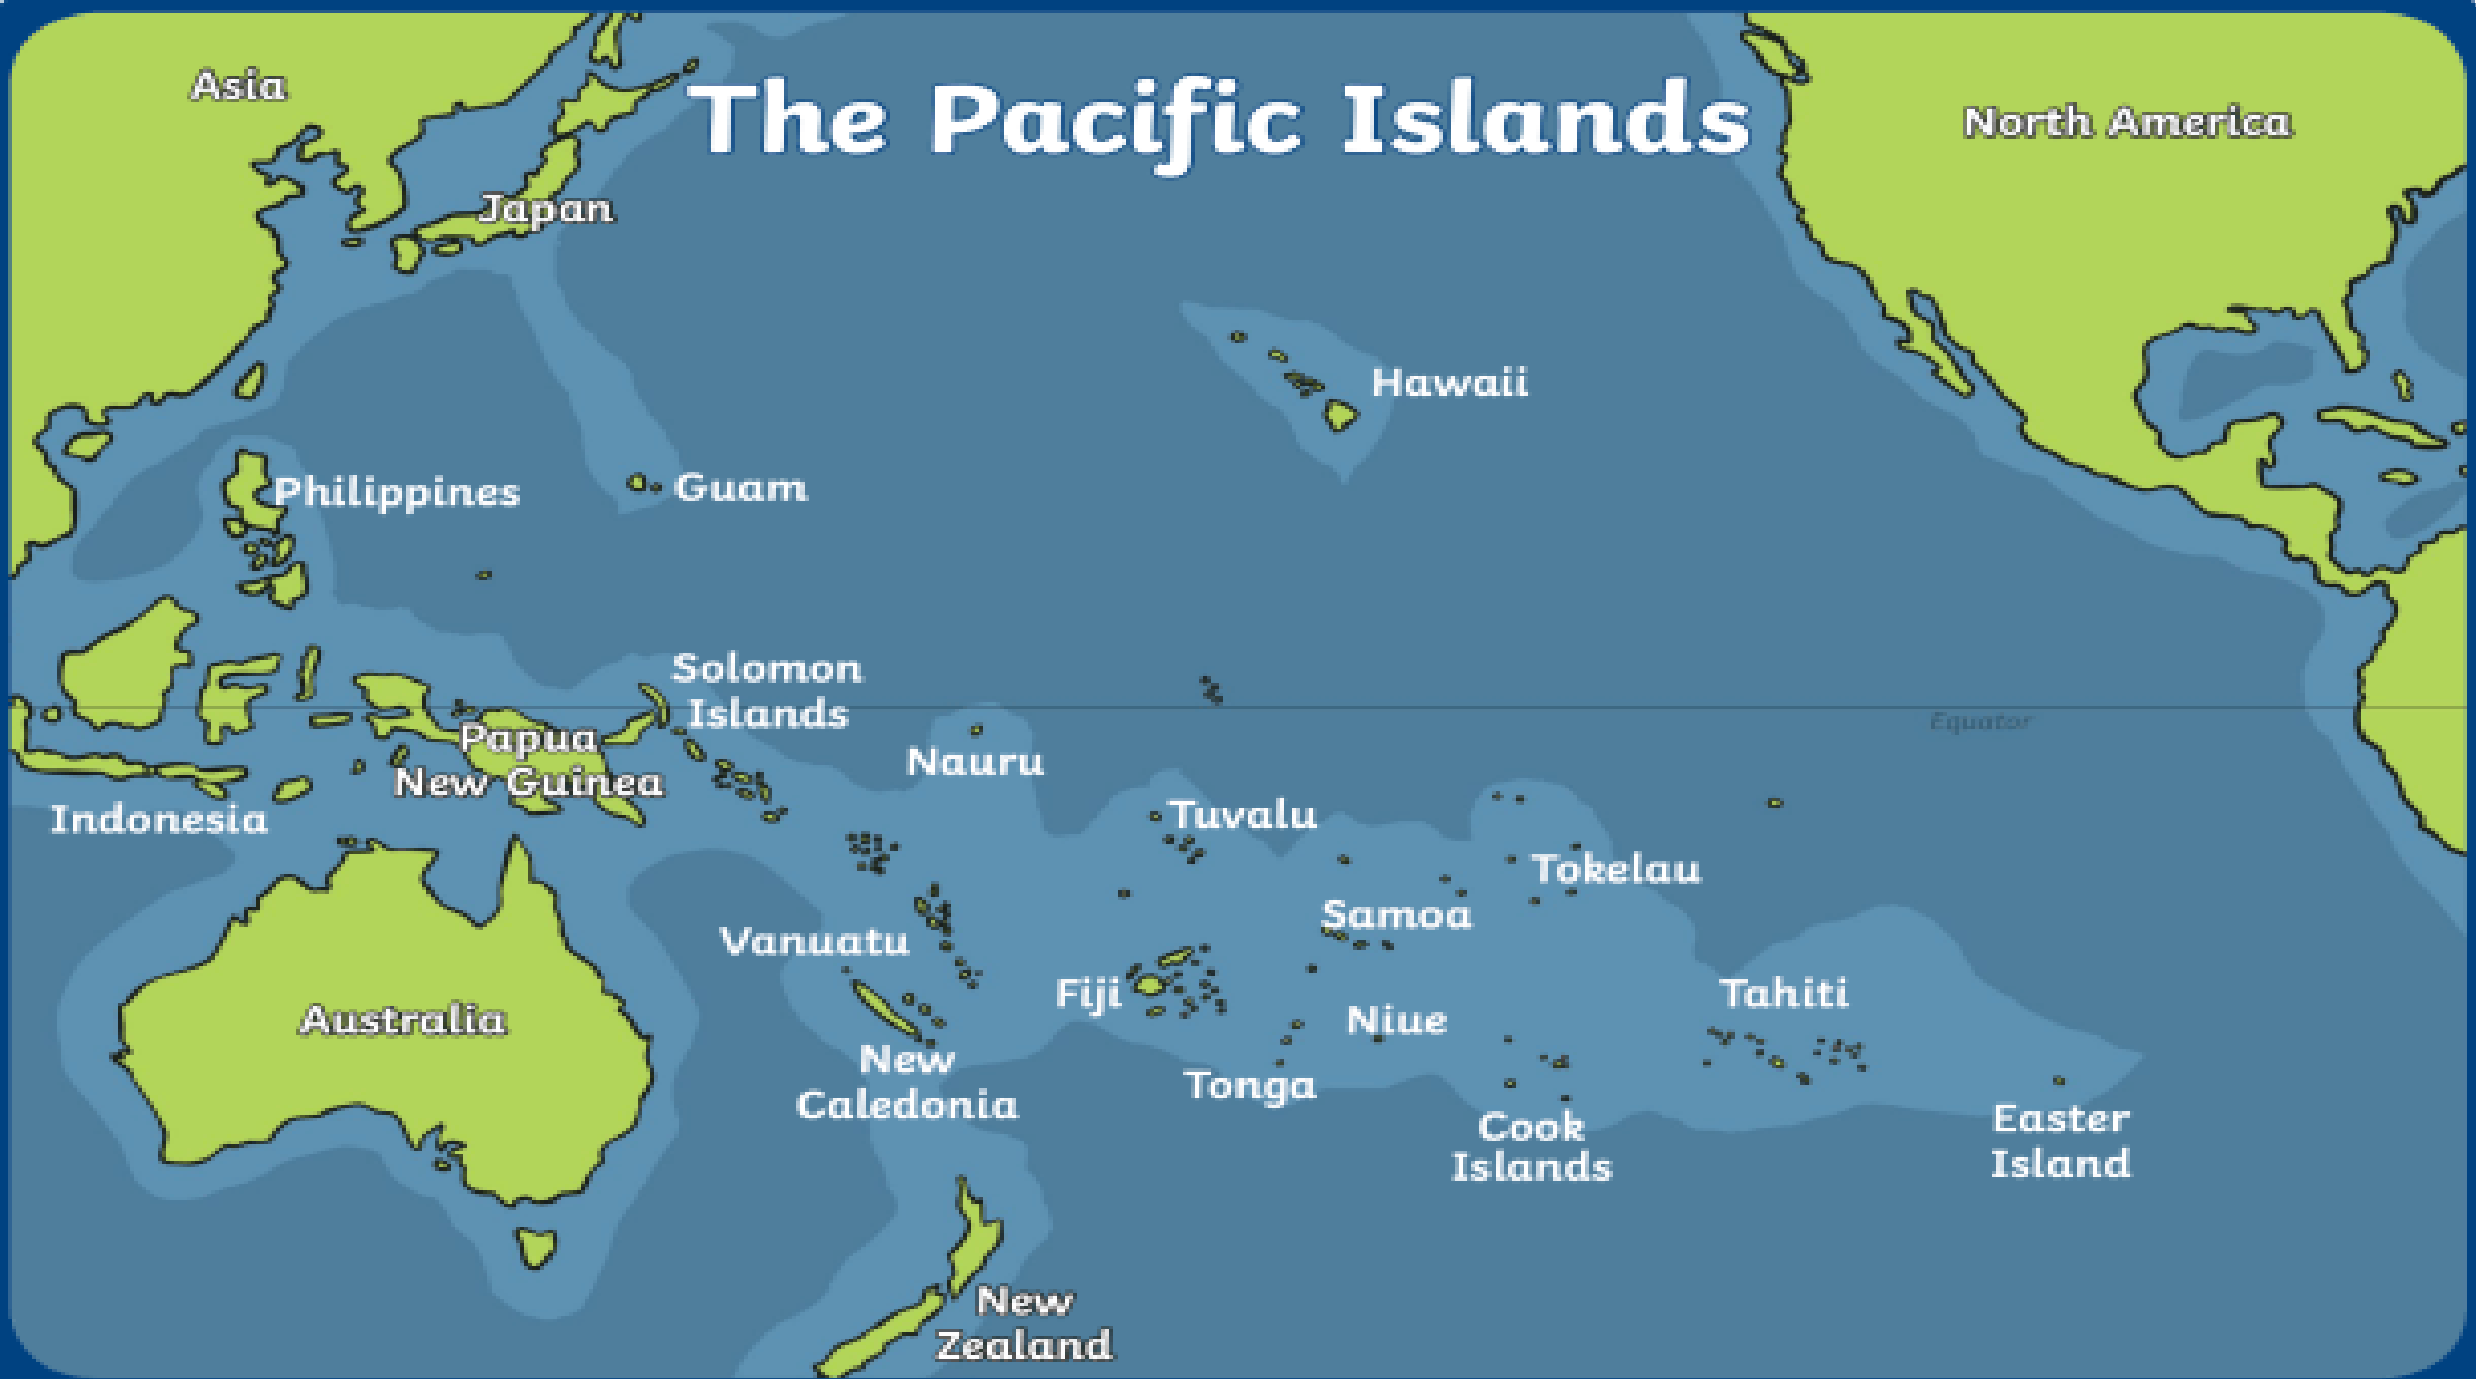 The Pacific Islands
Asia
North America
Japan
Hawaii
Philippines
Guam
Solomon
Islands
Equator
Papua
New Guinea
Nauru
Indonesia
Tuvalu
Tokelau
Samoa
Vanuatu
Fiji
Tahiti
Australia
Niue
New
Caledonia
Tonga
Cook
Islands
Easter
Island
New
Zealand